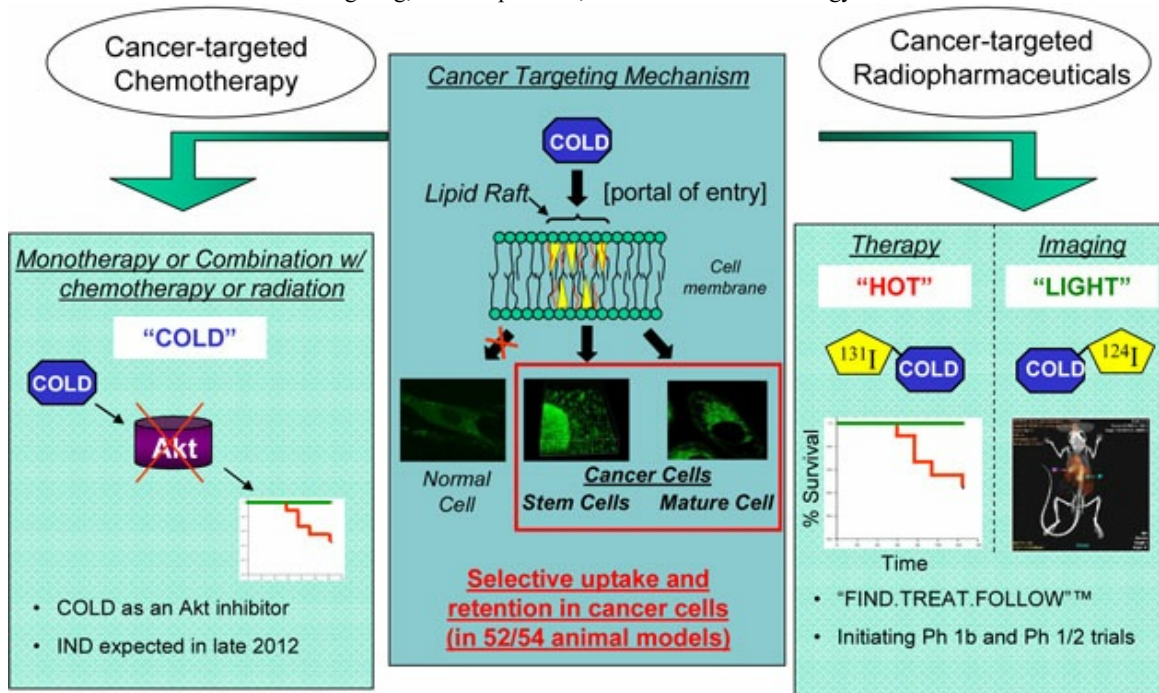 Cancer-targeted
Chemotherapy
Cancer-targeted
Radiopharmaceuticals
Cancer Targeting Mechanism
COLD
Lipid Raft
[portal of entry]
Cell
membrane
Normal
Cell
Cancer Cells
Stem Cells
Mature Cell
Selective uptake and
retention in cancer cells
(in 52/54 animal models)
Monotherapy or Combination w/
chemotherapy or radiation
“COLD”
COLD
Akt
• COLD as an Akt inhibitor
• IND expected in late 2012
Therapy
Imaging
“HOT”
“LIGHT”
131I
COLD
COLD
124I
% Survival
Time
• “FIND.TREAT.FOLLOW”™
• Initiating Ph 1b and Ph 1/2 trials